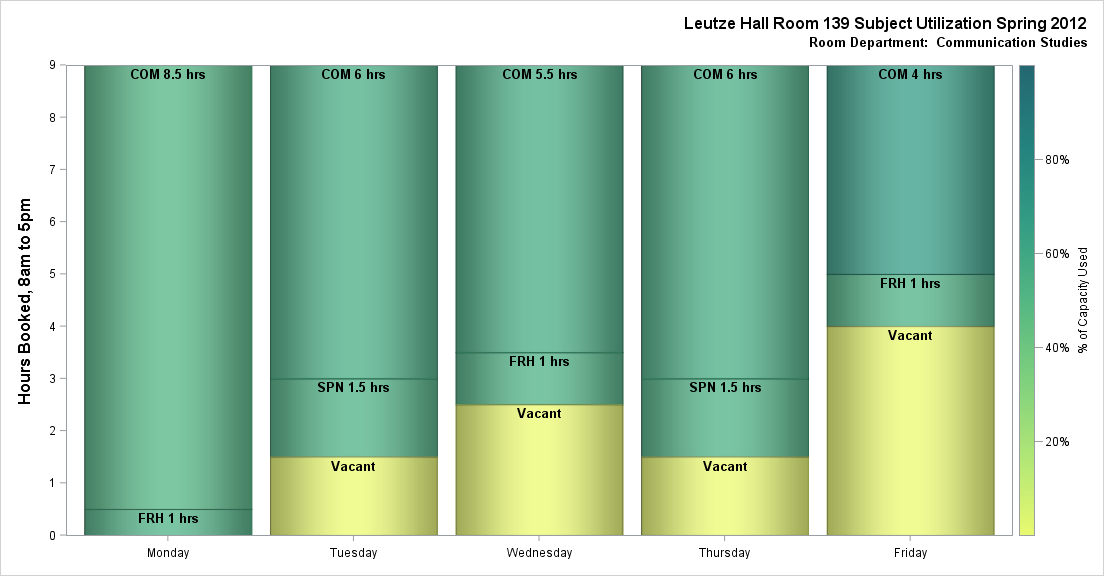 Leutze Hall Room 139 Subject Utilization Spring 2012
Room Department:  Communication Studies
Hours Booked, 8am to 5pm
9
8
7
6
5
4
3
2
1
0
COM 8.5 hrs
FRH 1 hrs
COM 6 hrs
SPN 1.5 hrs
Vacant
COM 5.5 hrs
FRH 1 hrs
Vacant
COM 6 hrs
SPN 1.5 hrs
Vacant
COM 4 hrs
FRH 1 hrs
Vacant
Monday
Tuesday
Wednesday
Thursday
Friday
80%
60%
40%
20%
% of Capacity Used